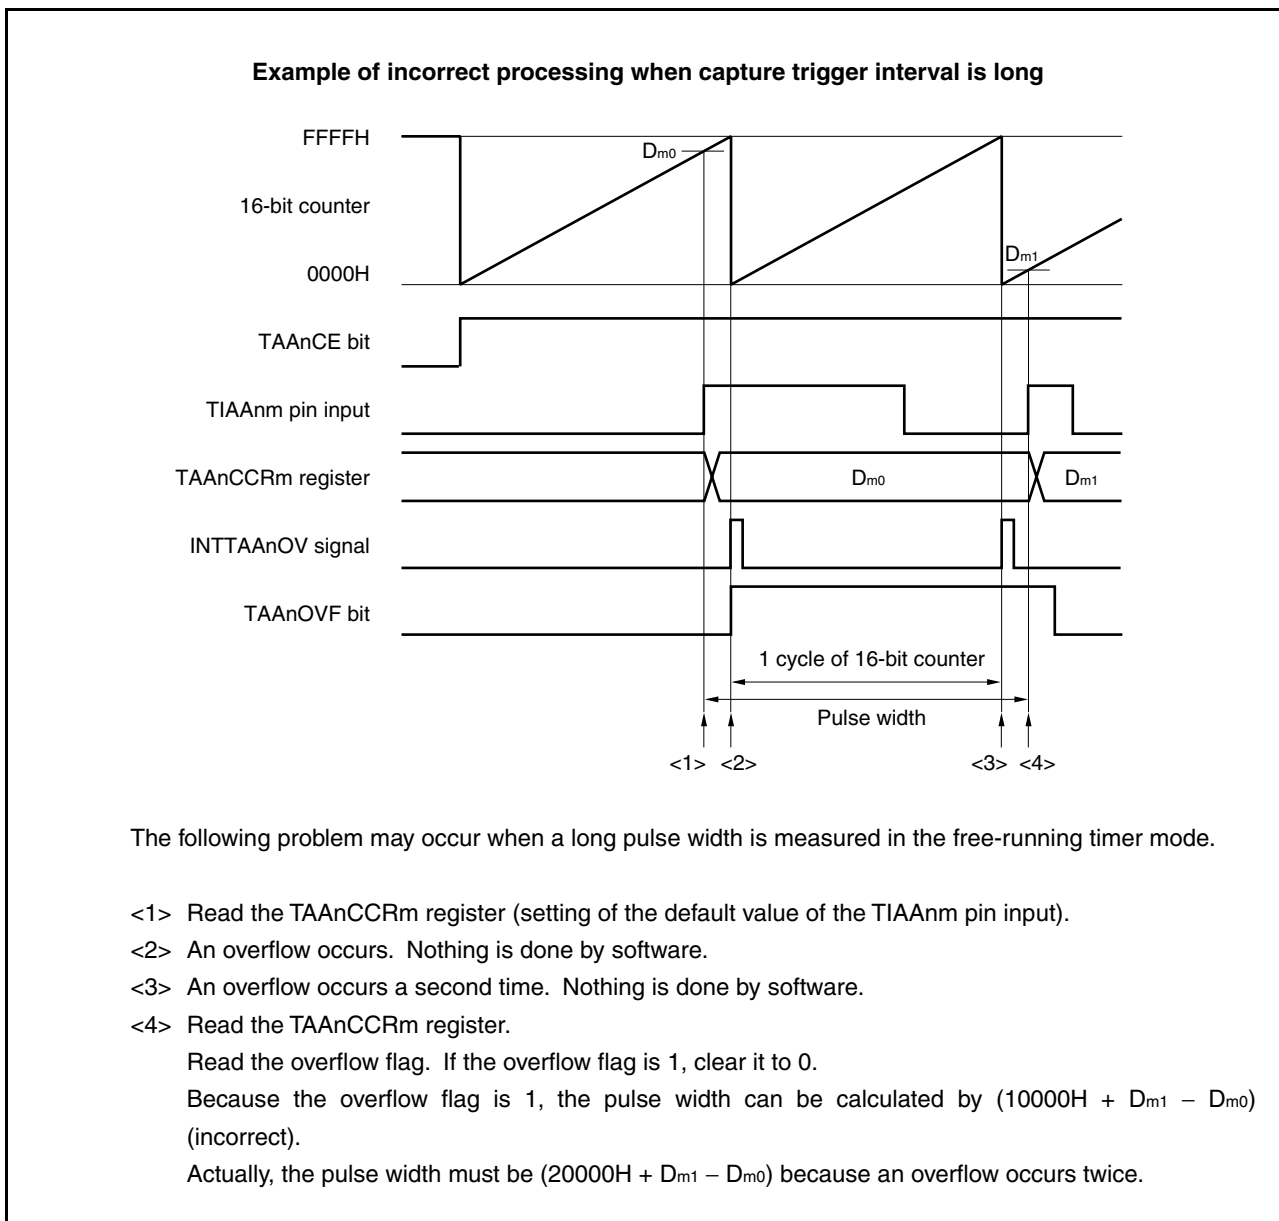 Example of incorrect processing when capture trigger interval is long
FFFFH
Dm0
16-bit counter
Dm1
0000H
TAAnCE bit
TIAAnm pin input
TAAnCCRm register
Dm0
Dm1
INTTAAnOV signal
TAAnOVF bit
1 cycle of 16-bit counter
Pulse width
<1> <2> <3> <4>
The following problem may occur when a long pulse width is measured in the free-running timer mode.
<1> Read the TAAnCCRm register (setting of the default value of the TIAAnm pin input).
<2> An overflow occurs. Nothing is done by software.
<3> An overflow occurs a second time. Nothing is done by software.
<4> Read the TAAnCCRm register.
Read the overflow flag. If the overflow flag is 1, clear it to 0.
Because the overflow flag is 1, the pulse width can be calculated by (10000H + Dm1 − Dm0)
(incorrect).
Actually, the pulse width must be (20000H + Dm1 − Dm0) because an overflow occurs twice.